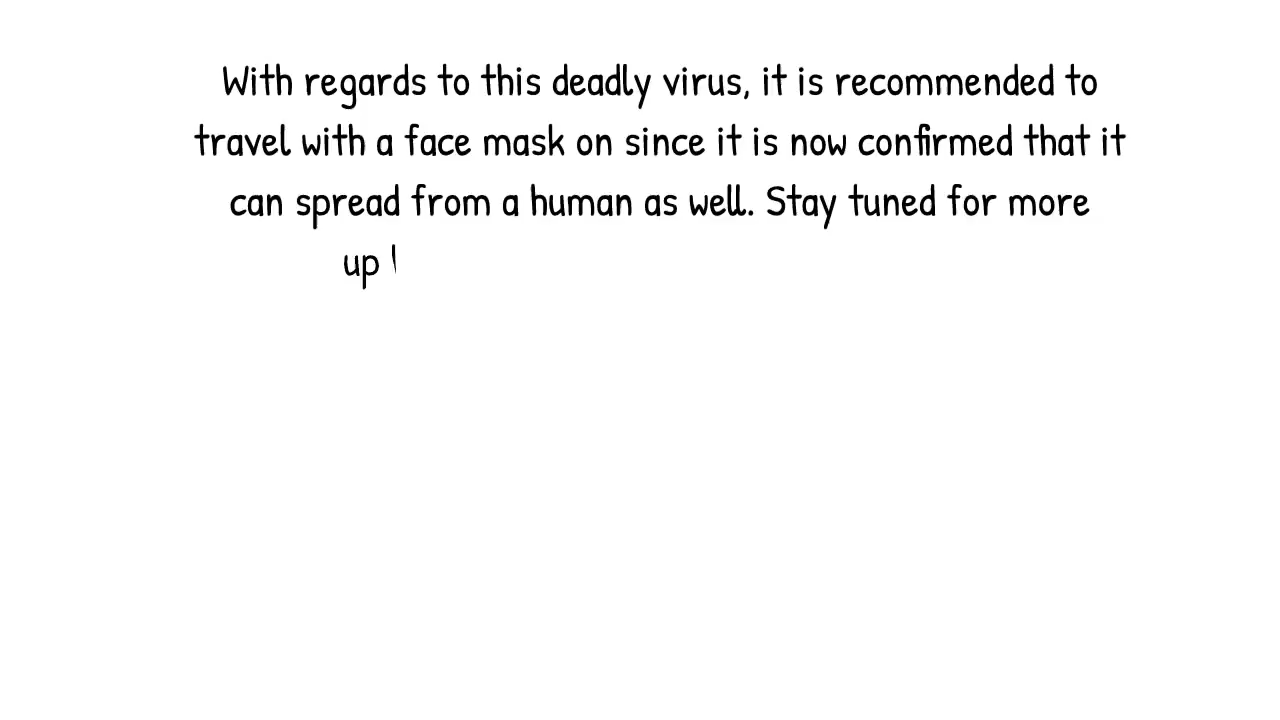 With regards to this deadly virus, it is recommended to
travel with a face mask on since it is now confirmed that it
can spread from a human as well. Stay tuned for more
up